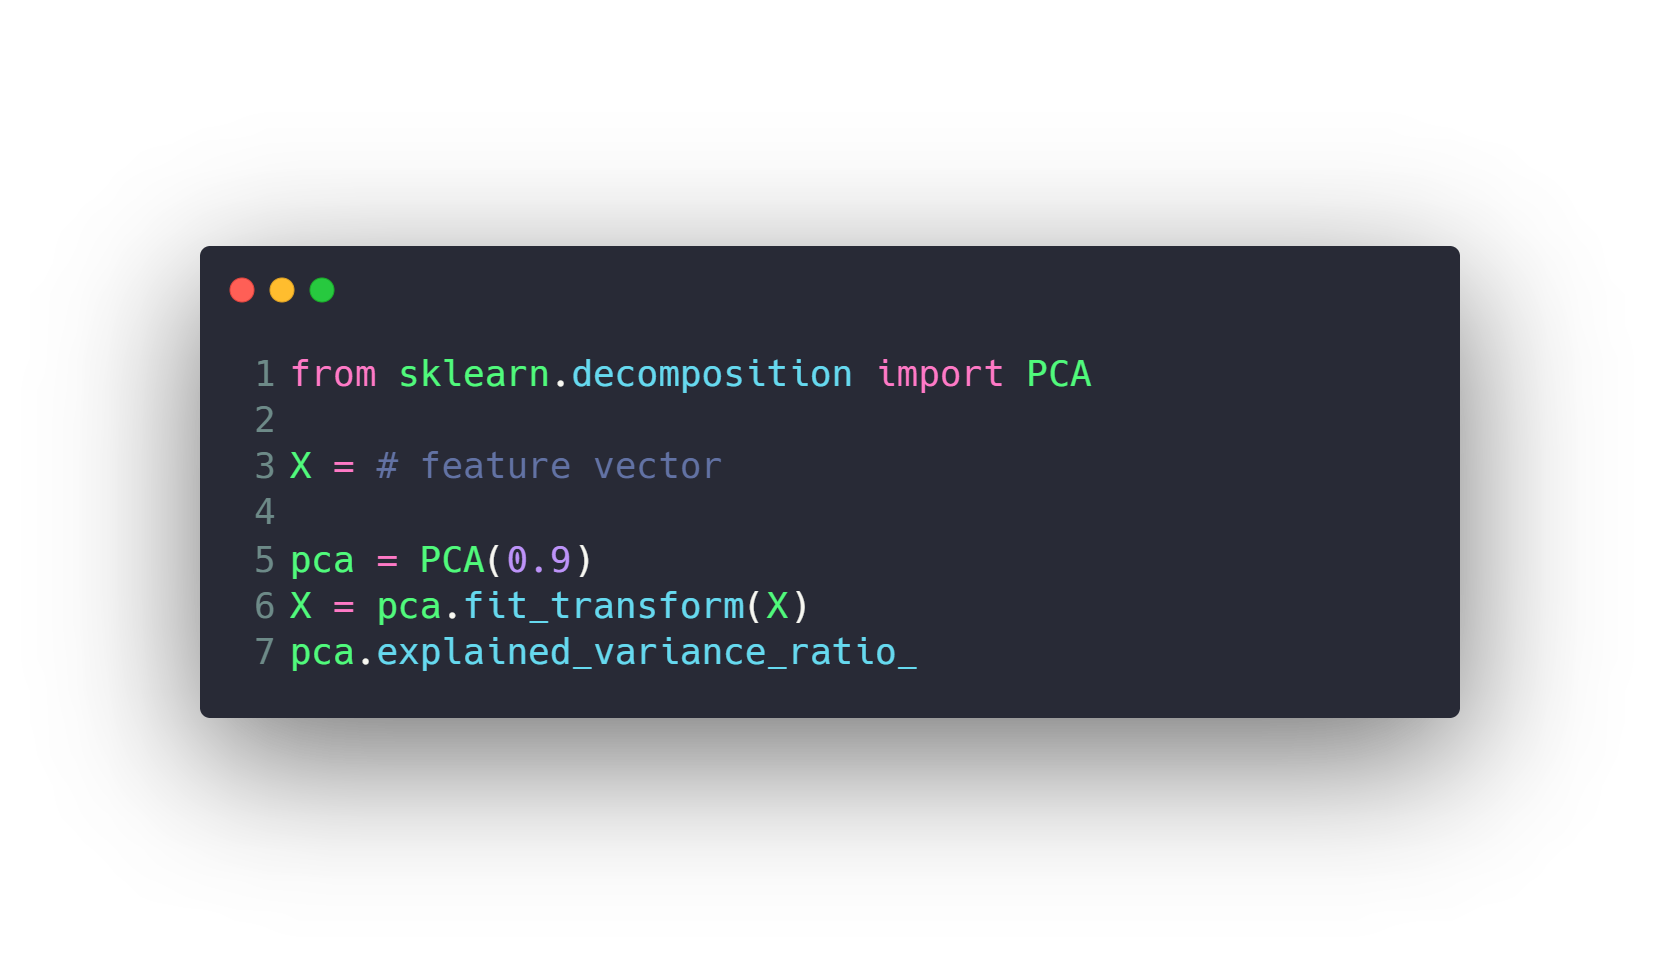 1 from sklearn.decomposition import PCA
2
3 X = # feature vector
4
5 pca = PCA(0.9)
6 X = pca.fit_transform(X)
7 pca.explained_variance_ratio_